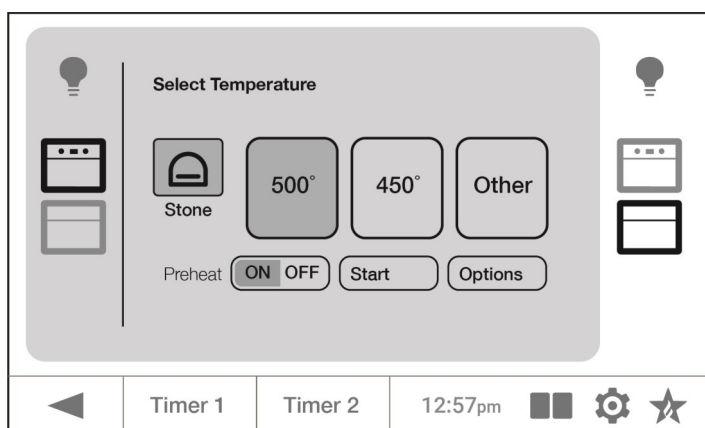 Select Temperature
500° 450° Other
Stone
Preheat ON OFF Start Options
Timer 1 Timer 2 12:57pm